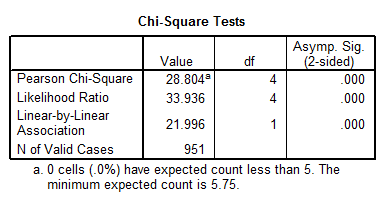 Chi-Square Tests
Value df Asymp. Sig. (2-sided)
Pearson Chi-Square 28.804a 4 .000
Likelihood Ratio 33.936 4 .000
Linear-by-Linear Association 21.996 1 .000
N of Valid Cases 951
a. 0 cells (.0%) have expected count less than 5. The
minimum expected count is 5.75.